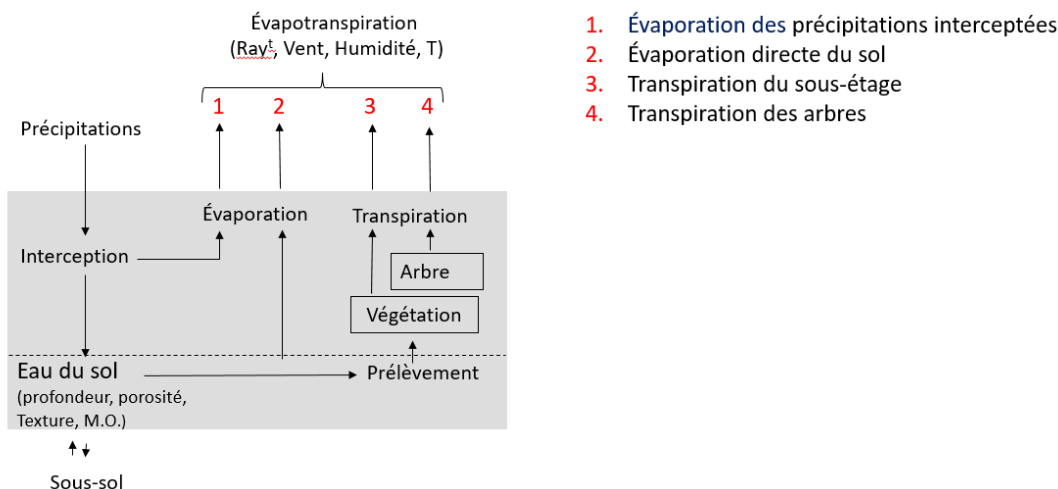 Évapotranspiration
(Rayt, Vent, Humidité, T)
1 2 3 4
Précipitations
Évaporation
Transpiration
Interception
Arbre
Végétation
Eau du sol
(profondeur, porosité,
Texture, M.O.)
Prélèvement
Sous-sol
1. Évaporation des précipitations interceptées
2. Évaporation directe du sol
3. Transpiration du sous-étage
4. Transpiration des arbres